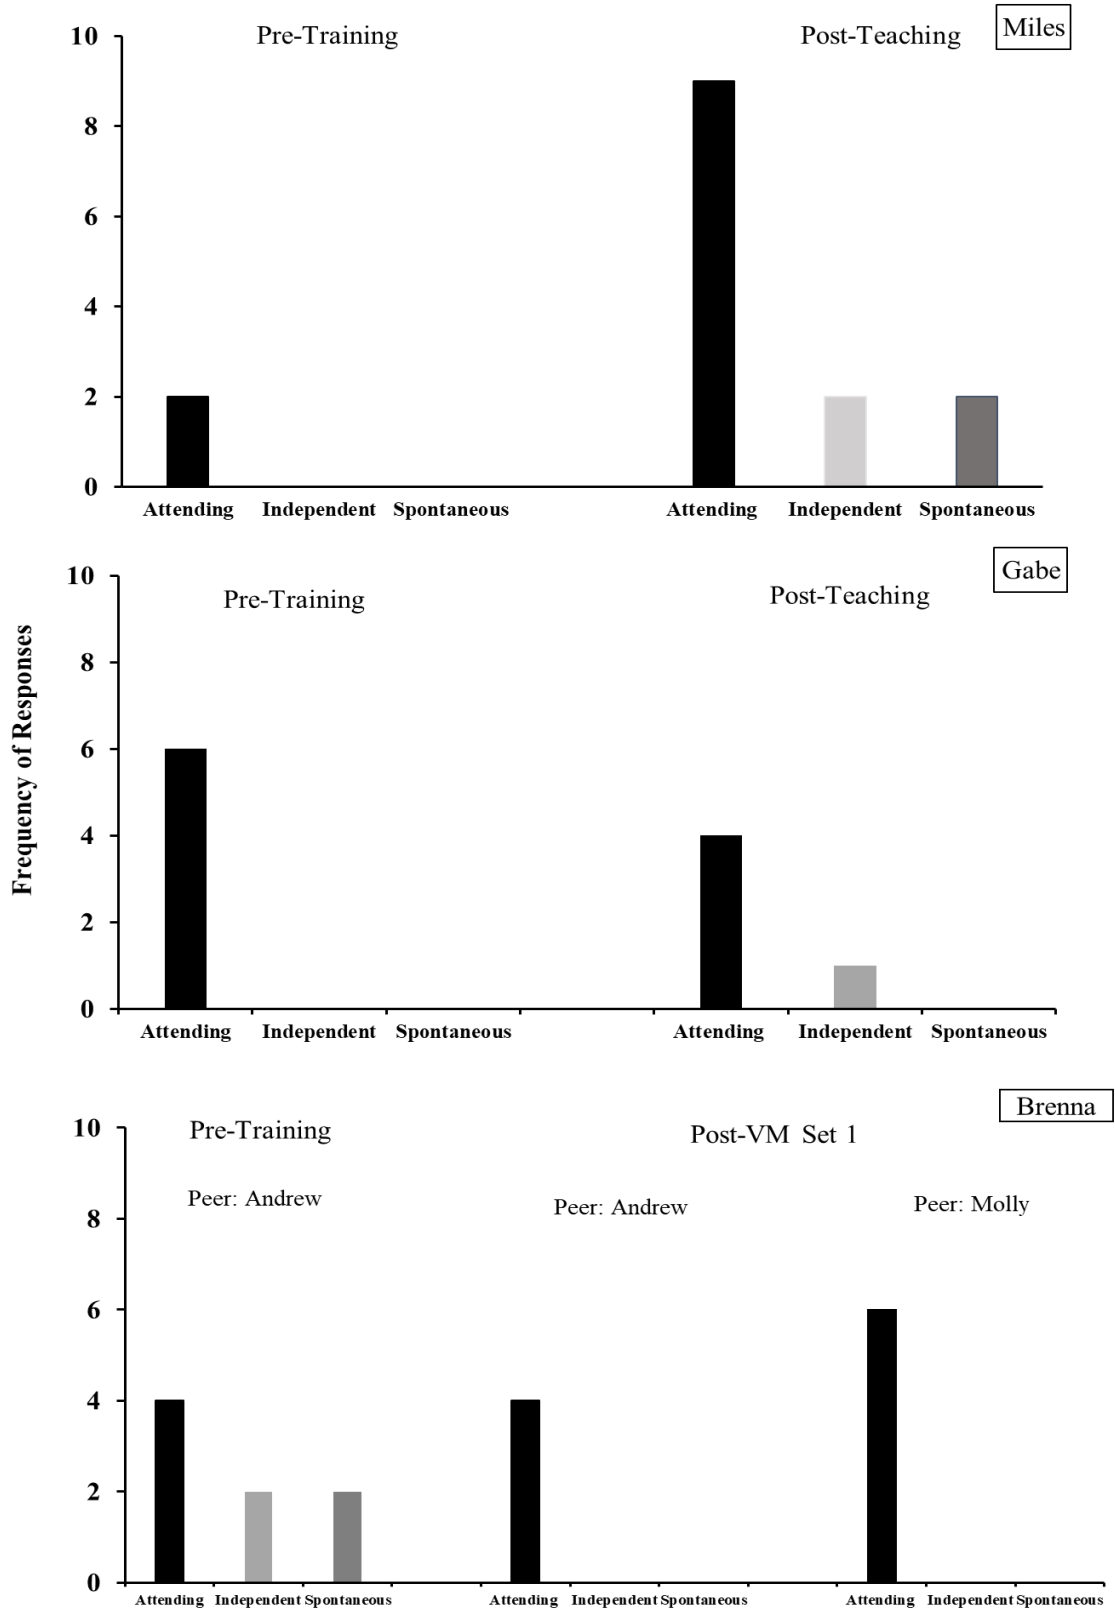 Pre-Training Post-Teaching Miles
10
8
6
4
2
0
Attending Independent Spontaneous Attending Independent Spontaneous
Frequency of Responses
Pre-Training Post-Teaching Gabe
10
8
6
4
2
0
Attending Independent Spontaneous Attending Independent Spontaneous
Pre-Training Post-VM Set 1 Brenna
Peer: Andrew Peer: Andrew Peer: Molly
10
8
6
4
2
0
Attending Independent Spontaneous Attending Independent Spontaneous Attending Independent Spontaneous